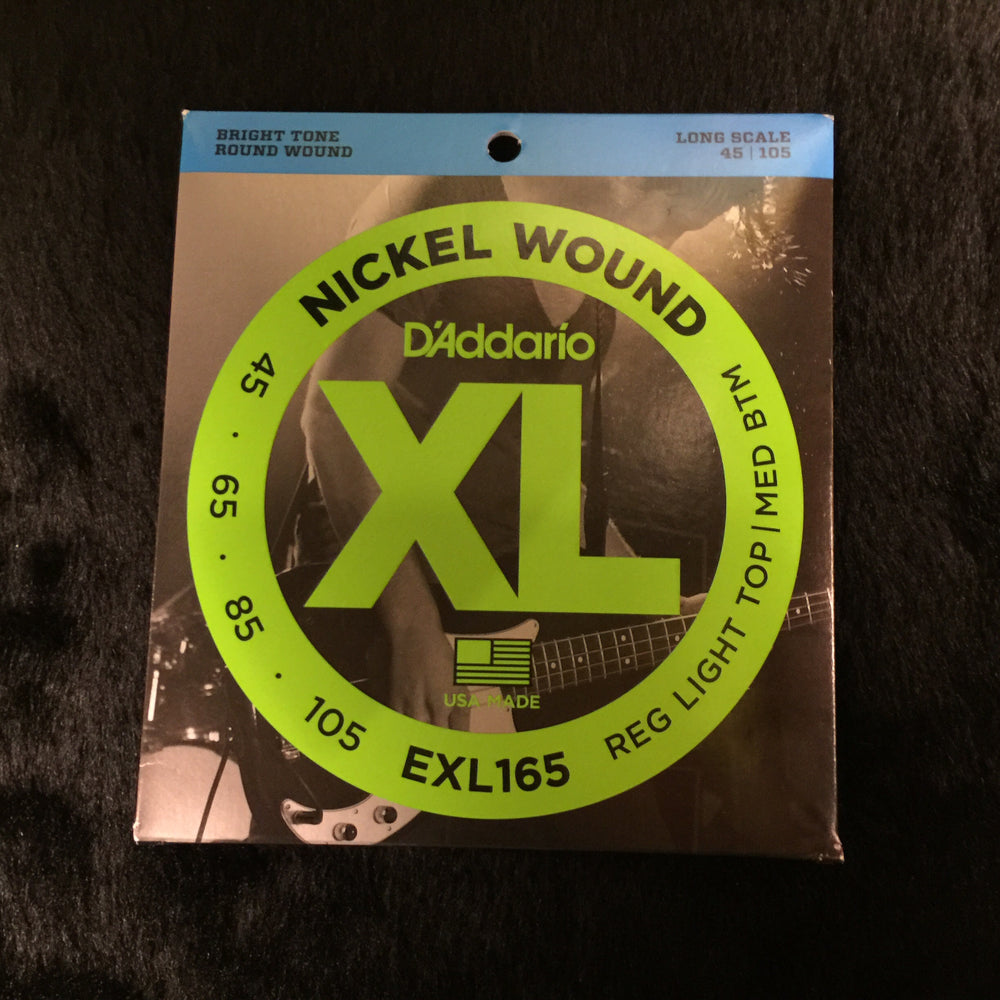 BRIGHT TONE
ROUND WOUND
LONG SCALE
45 | 105
NICKEL WOUND
D'Addario
XL
USA MADE
45 · 65 · 85 · 105
EXL165
REG LIGHT TOP | MED BTM